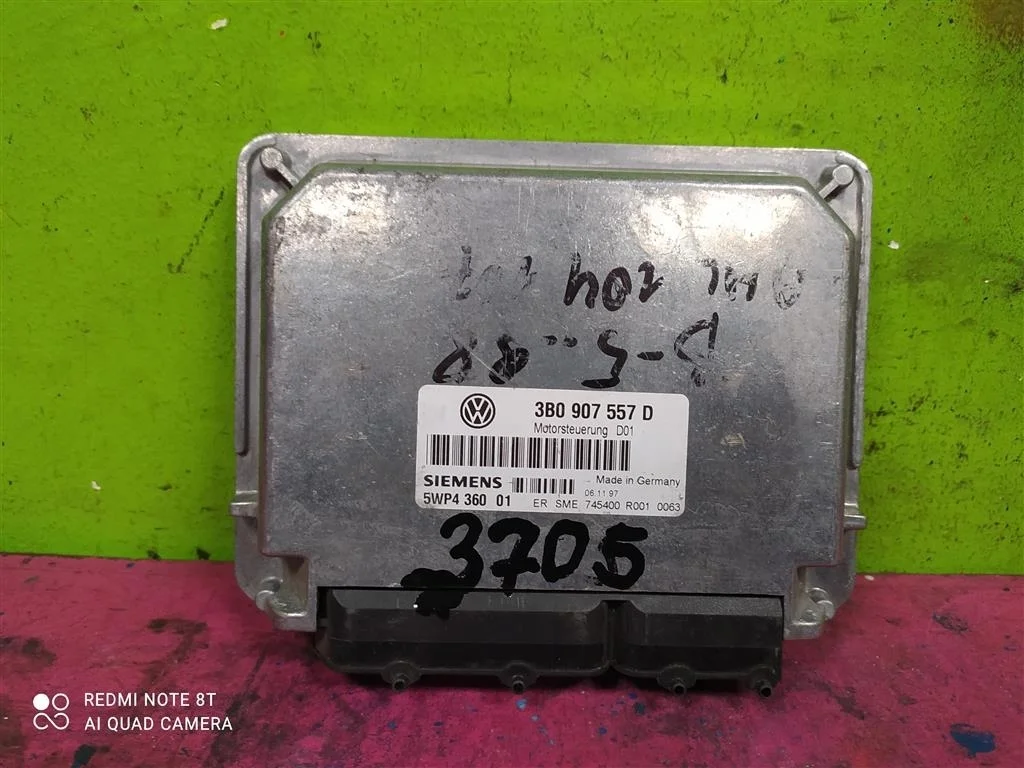 3B0 907 557 D
Motorsteuerung D01
SIEMENS
Made in Germany
06.11.97
5WP4 360 01
ER SME 745400 R001 0063
3705
REDMI NOTE 8T
AI QUAD CAMERA